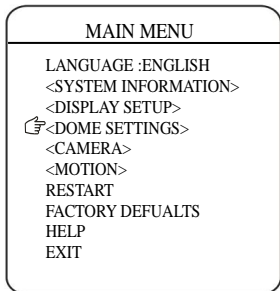 MAIN MENU
LANGUAGE :ENGLISH
<SYSTEM INFORMATION>
<DISPLAY SETUP>
<DOME SETTINGS>
<CAMERA>
<MOTION>
RESTART
FACTORY DEFUALTS
HELP
EXIT